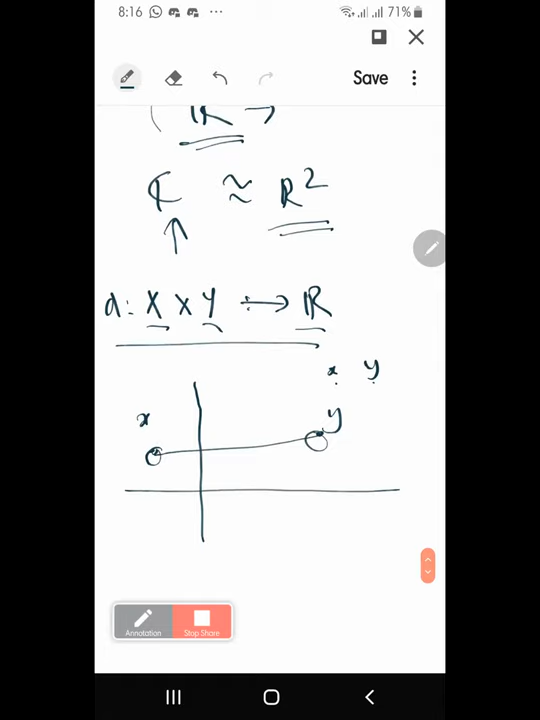 8:16 71%
Save
( ℝ →
ℂ ≈ ℝ²
↑
d: X × Y ⟼ ℝ
x y
x y
Annotation Stop Share